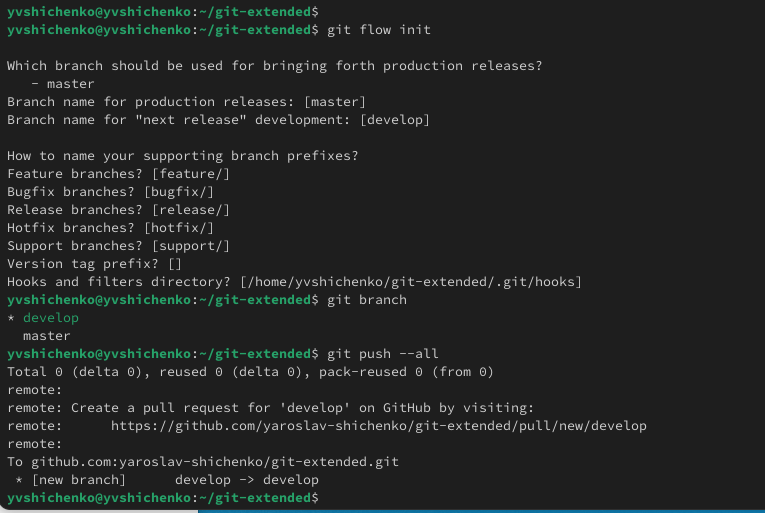 yvshichenko@yvshichenko:~/git-extended$
yvshichenko@yvshichenko:~/git-extended$ git flow init
Which branch should be used for bringing forth production releases?
   - master
Branch name for production releases: [master]
Branch name for "next release" development: [develop]
How to name your supporting branch prefixes?
Feature branches? [feature/]
Bugfix branches? [bugfix/]
Release branches? [release/]
Hotfix branches? [hotfix/]
Support branches? [support/]
Version tag prefix? []
Hooks and filters directory? [/home/yvshichenko/git-extended/.git/hooks]
yvshichenko@yvshichenko:~/git-extended$ git branch
* develop
  master
yvshichenko@yvshichenko:~/git-extended$ git push --all
Total 0 (delta 0), reused 0 (delta 0), pack-reused 0 (from 0)
remote:
remote: Create a pull request for 'develop' on GitHub by visiting:
remote:      https://github.com/yaroslav-shichenko/git-extended/pull/new/develop
remote:
To github.com:yaroslav-shichenko/git-extended.git
 * [new branch]      develop -> develop
yvshichenko@yvshichenko:~/git-extended$